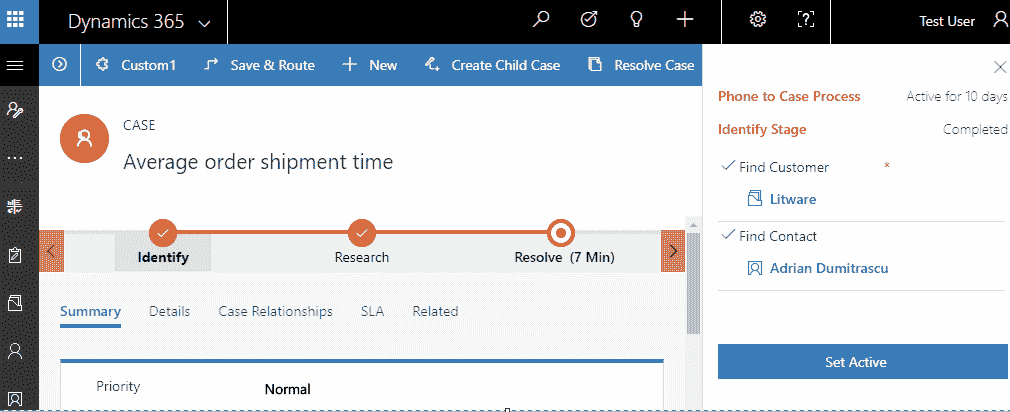 Dynamics 365
Test User
Custom1 Save & Route New Create Child Case Resolve Case
CASE
Average order shipment time
Identify Research Resolve (7 Min)
Summary Details Case Relationships SLA Related
Priority Normal
Phone to Case Process Active for 10 days
Identify Stage Completed
Find Customer *
Litware
Find Contact
Adrian Dumitrascu
Set Active